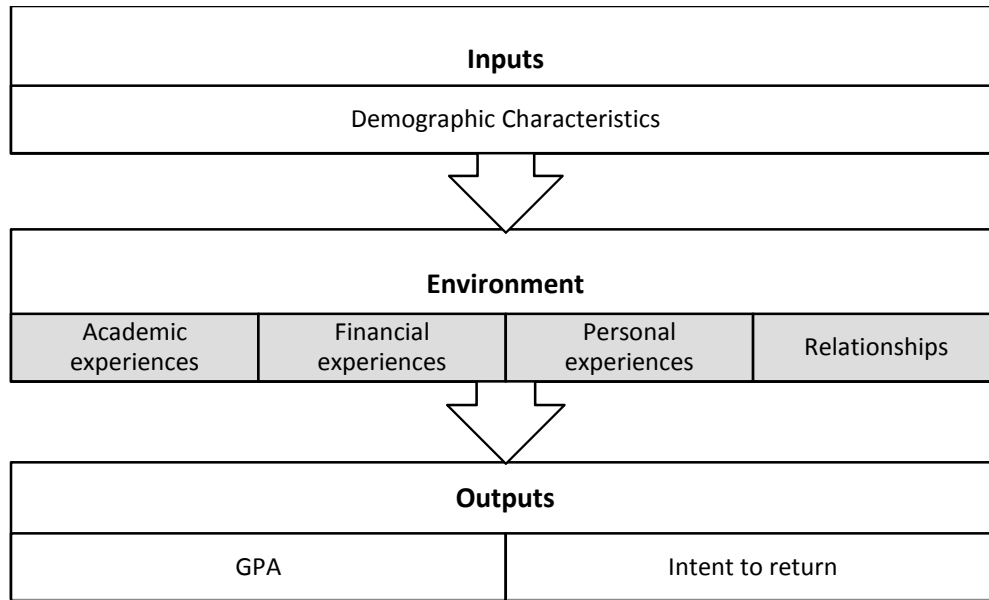 Inputs
Demographic Characteristics
Environment
Academic
experiences
Financial
experiences
Personal
experiences
Relationships
Outputs
GPA
Intent to return